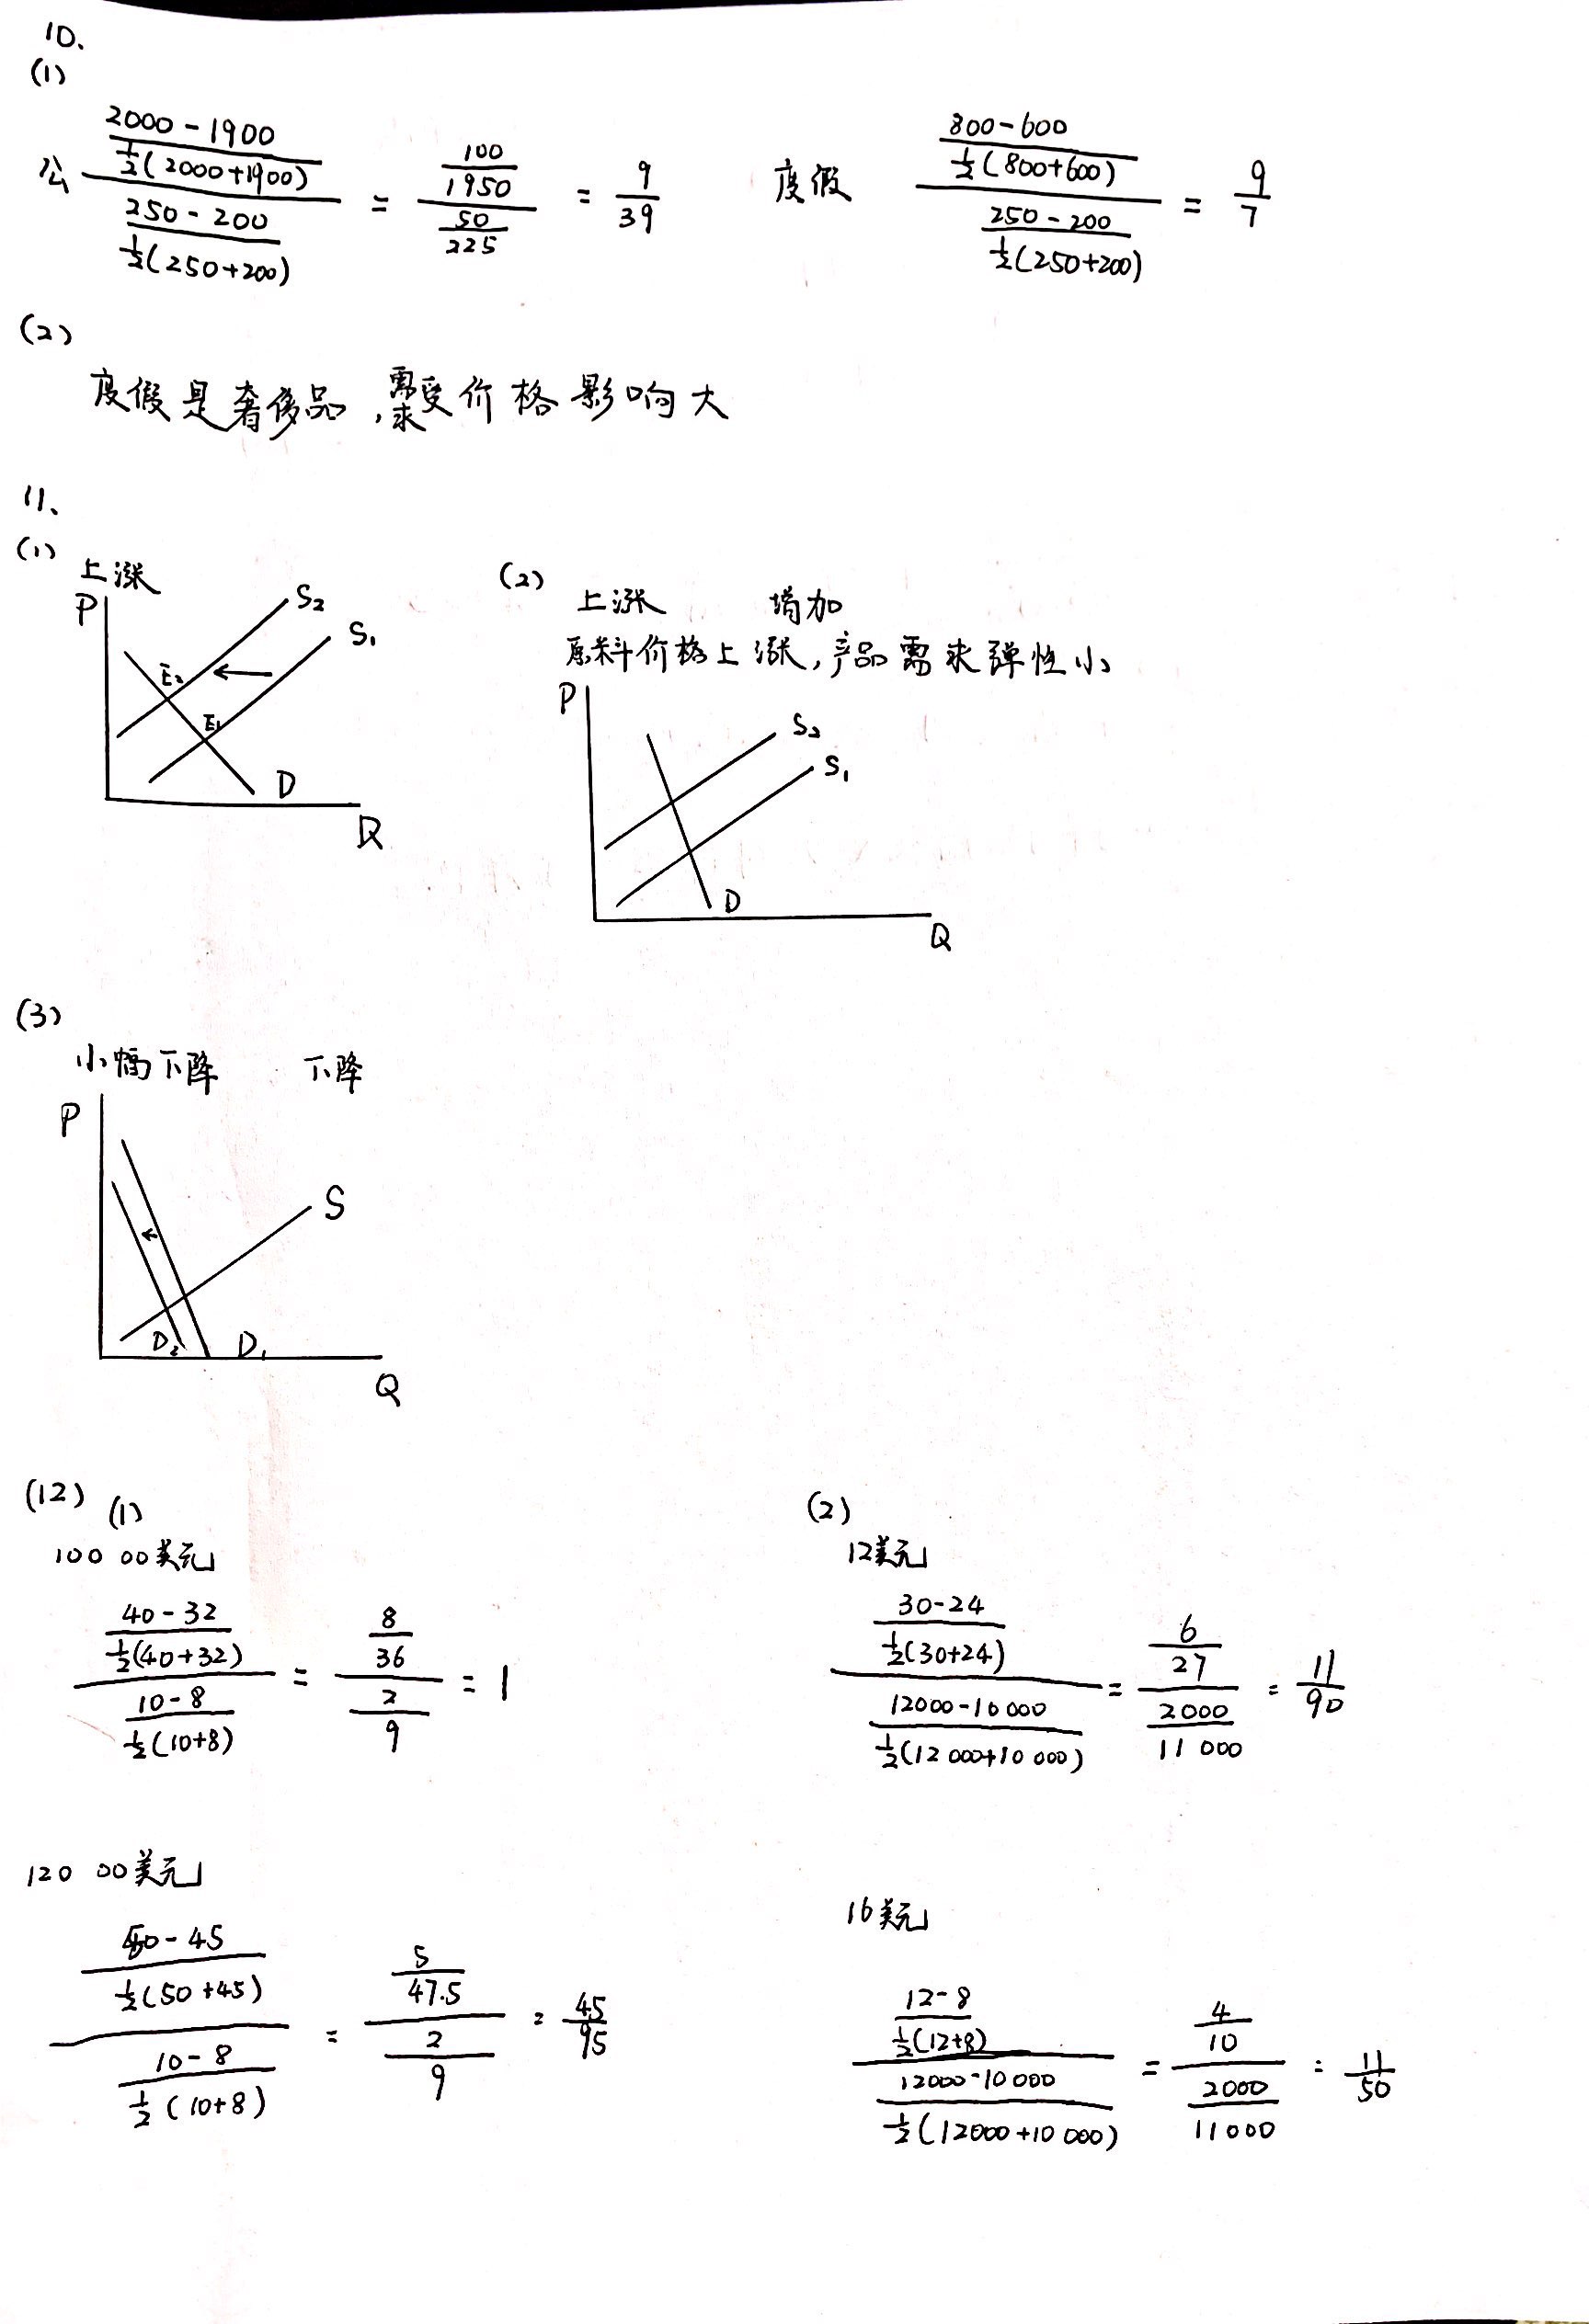 10、
(1)
公 \frac{\frac{2000-1900}{\frac{1}{2}(2000+1900)}}{\frac{250-200}{\frac{1}{2}(250+200)}} = \frac{\frac{100}{1950}}{\frac{50}{225}} = \frac{9}{39} 度假 \frac{\frac{800-600}{\frac{1}{2}(800+600)}}{\frac{250-200}{\frac{1}{2}(250+200)}} = \frac{9}{7}
(2)
度假是奢侈品,需求受价格影响大
11、
(1)
上涨
P
S₂
S₁
E₂
E₁
D
Q
(2)
上涨 增加
原料价格上涨,产品需求弹性小
P
S₂
S₁
D
Q
(3)
小幅下降 下降
P
S
D₂ D₁
Q
(12) (1)
100 00美元
\frac{\frac{40-32}{\frac{1}{2}(40+32)}}{\frac{10-8}{\frac{1}{2}(10+8)}} = \frac{\frac{8}{36}}{\frac{2}{9}} = 1
120 00美元
\frac{\frac{50-45}{\frac{1}{2}(50+45)}}{\frac{10-8}{\frac{1}{2}(10+8)}} = \frac{\frac{5}{47.5}}{\frac{2}{9}} = \frac{45}{95}
(2)
12美元
\frac{\frac{30-24}{\frac{1}{2}(30+24)}}{\frac{12000-10000}{\frac{1}{2}(12000+10000)}} = \frac{\frac{6}{27}}{\frac{2000}{11000}} = \frac{11}{90}
16美元
\frac{\frac{12-8}{\frac{1}{2}(12+8)}}{\frac{12000-10000}{\frac{1}{2}(12000+10000)}} = \frac{\frac{4}{10}}{\frac{2000}{11000}} = \frac{11}{50}